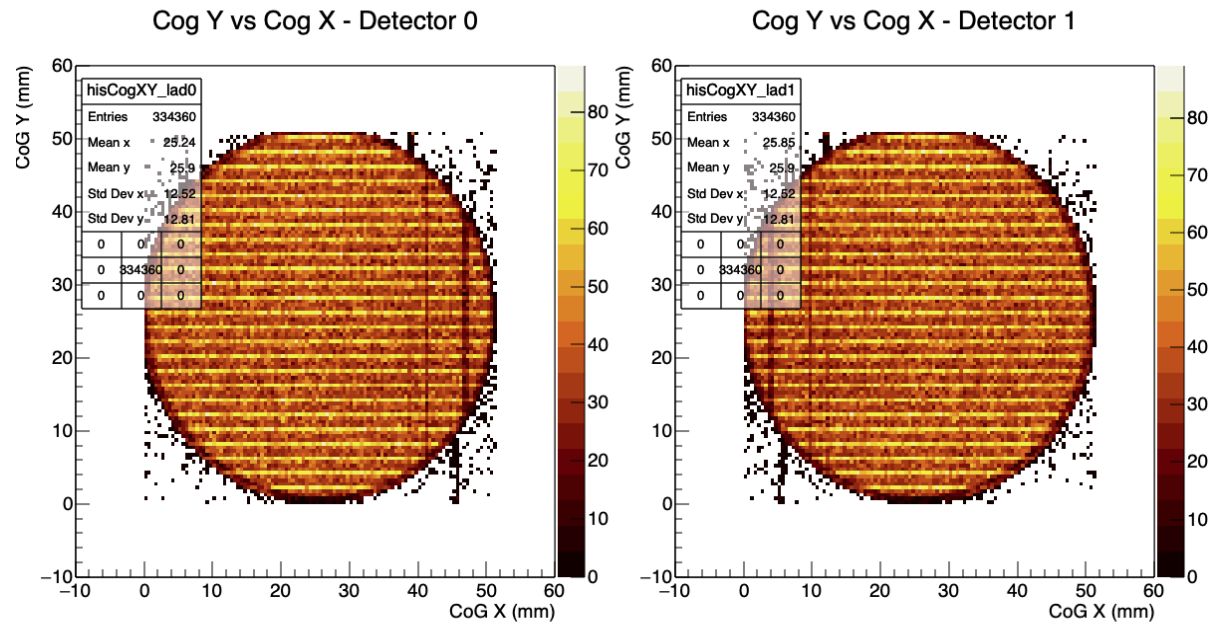 Cog Y vs Cog X - Detector 0
CoG Y (mm)
60
50
40
30
20
10
0
−10
hisCogXY_lad0
Entries 334360
Mean x 25.24
Mean y 25.9
Std Dev x 12.52
Std Dev y 12.81
0 0 0
0 334360 0
0 0 0
−10 0 10 20 30 40 50 60
CoG X (mm)
80
70
60
50
40
30
20
10
0
Cog Y vs Cog X - Detector 1
CoG Y (mm)
60
50
40
30
20
10
0
−10
hisCogXY_lad1
Entries 334360
Mean x 25.85
Mean y 25.9
Std Dev x 12.52
Std Dev y 12.81
0 0 0
0 334360 0
0 0 0
−10 0 10 20 30 40 50 60
CoG X (mm)
80
70
60
50
40
30
20
10
0